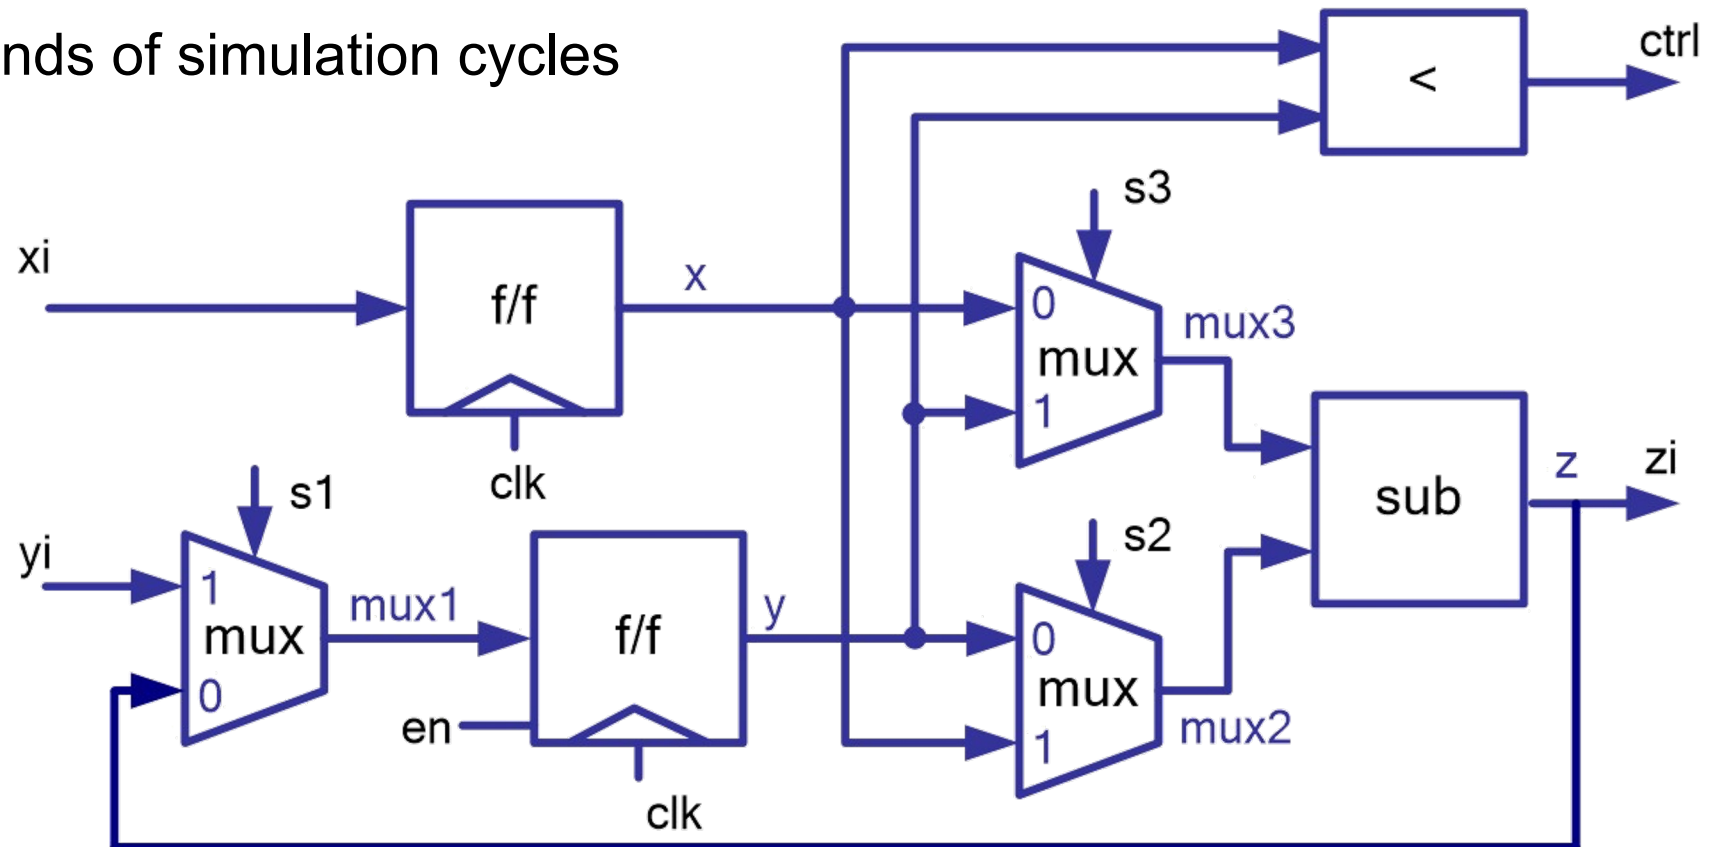 nds of simulation cycles
ctrl
<
s3
xi
x
f/f
0
mux3
mux
1
clk
s1
z
zi
sub
s2
yi
1
mux1
y
mux
f/f
0
0
mux
en
1
mux2
clk